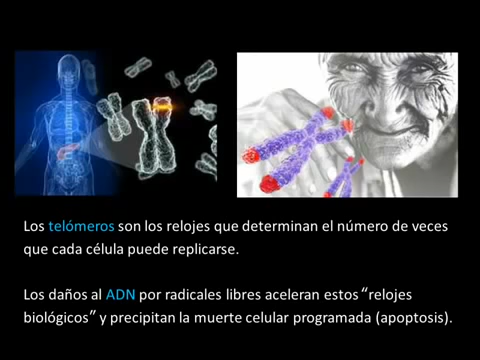 Los telómeros son los relojes que determinan el número de veces
que cada célula puede replicarse.
Los daños al ADN por radicales libres aceleran estos “relojes
biológicos” y precipitan la muerte celular programada (apoptosis).